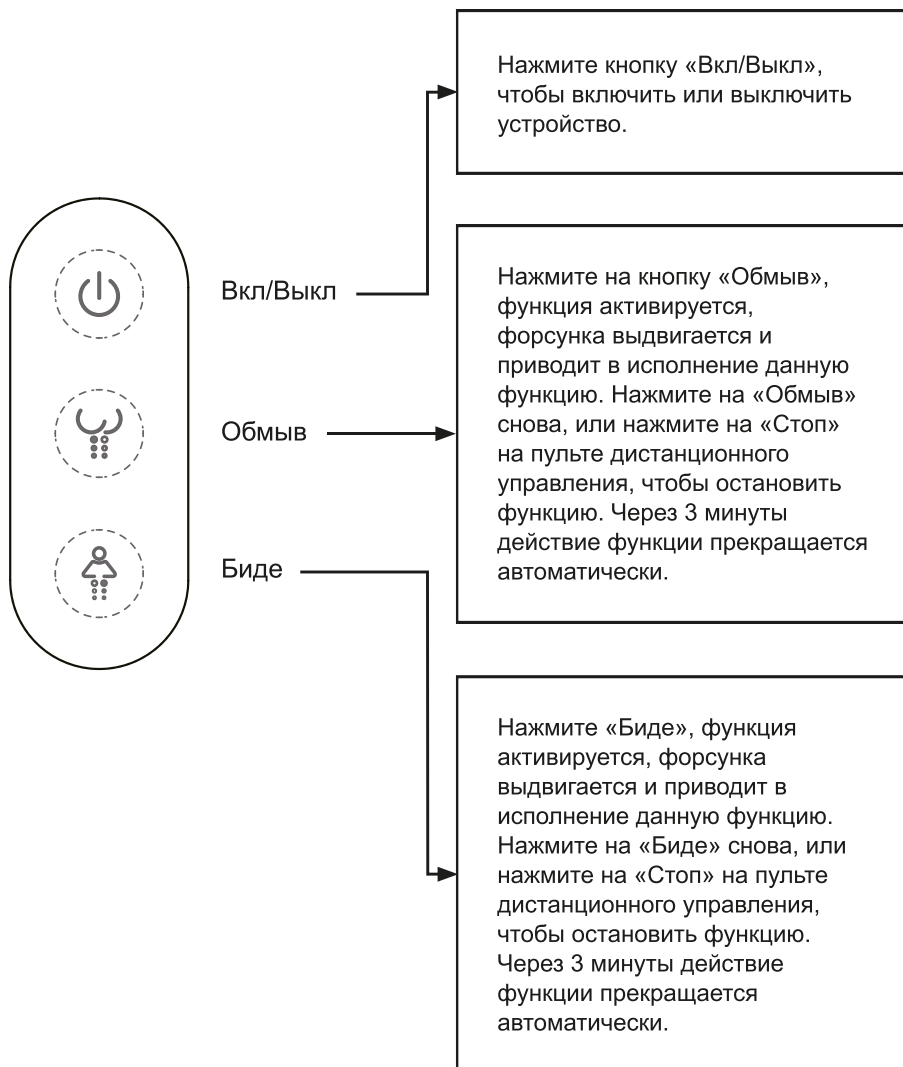 Нажмите кнопку «Вкл/Выкл»,
чтобы включить или выключить
устройство.
Вкл/Выкл
Нажмите на кнопку «Обмыв»,
функция активируется,
форсунка выдвигается и
приводит в исполнение данную
функцию. Нажмите на «Обмыв»
снова, или нажмите на «Стоп»
на пульте дистанционного
управления, чтобы остановить
функцию. Через 3 минуты
действие функции прекращается
автоматически.
Обмыв
Биде
Нажмите «Биде», функция
активируется, форсунка
выдвигается и приводит в
исполнение данную функцию.
Нажмите на «Биде» снова, или
нажмите на «Стоп» на пульте
дистанционного управления,
чтобы остановить функцию.
Через 3 минуты действие
функции прекращается
автоматически.